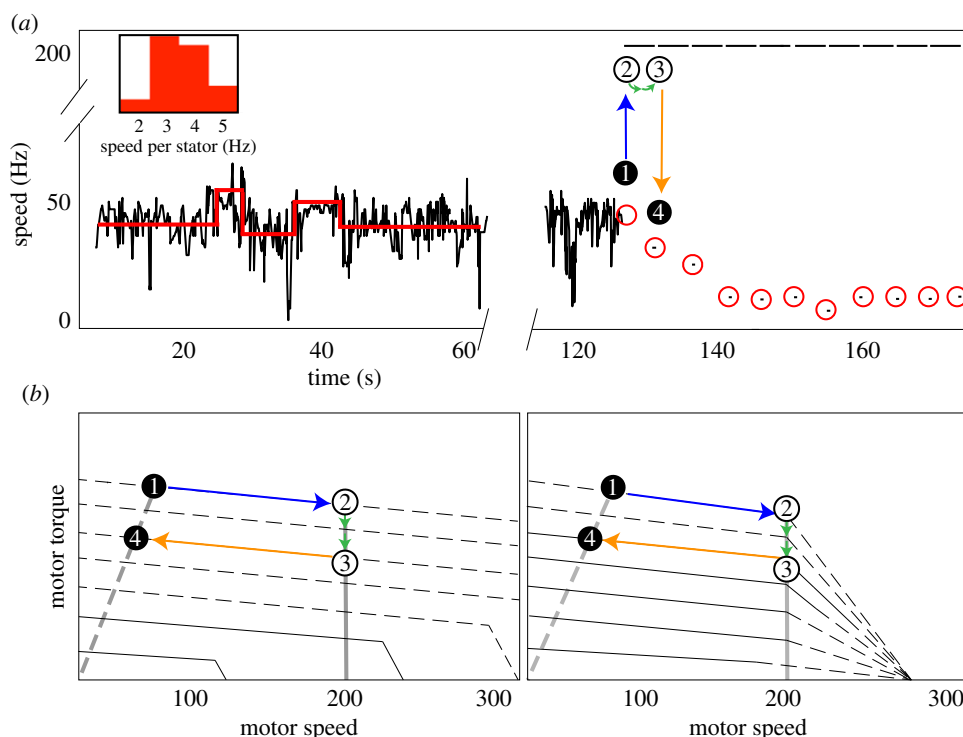 (a)
200
2 3 4 5
speed per stator (Hz)
2 3
1
4
50
speed (Hz)
0
20 40 60 120 140 160
time (s)
(b)
1 2
4 3
motor torque
100 200 300
motor speed
1 2
4 3
100 200 300
motor speed